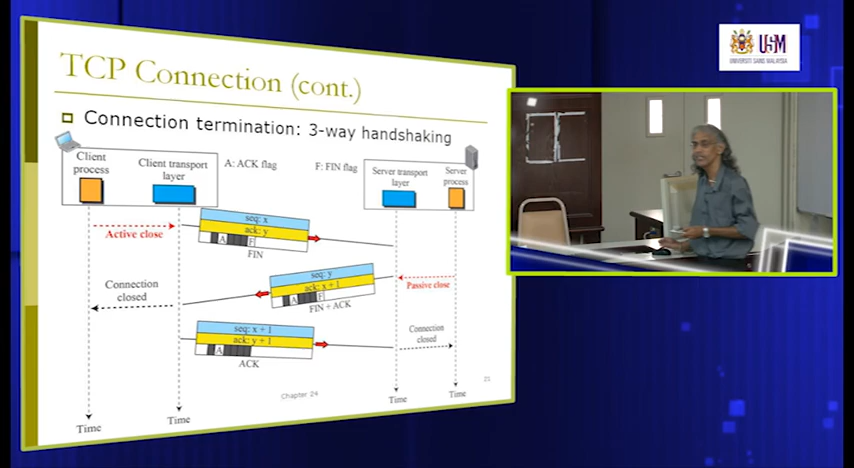 TCP Connection (cont.)
Connection termination: 3-way handshaking
Client
process
Client transport
layer
A: ACK flag
F: FIN flag
Server transport
layer
Server
process
seq: x
ack: y
A
F
FIN
Active close
seq: y
ack: x + 1
A
F
FIN + ACK
Passive close
Connection
closed
seq: x + 1
ack: y + 1
A
ACK
Connection
closed
Time
Time
Time
Time
Chapter 24
21
USM
UNIVERSITI SAINS MALAYSIA